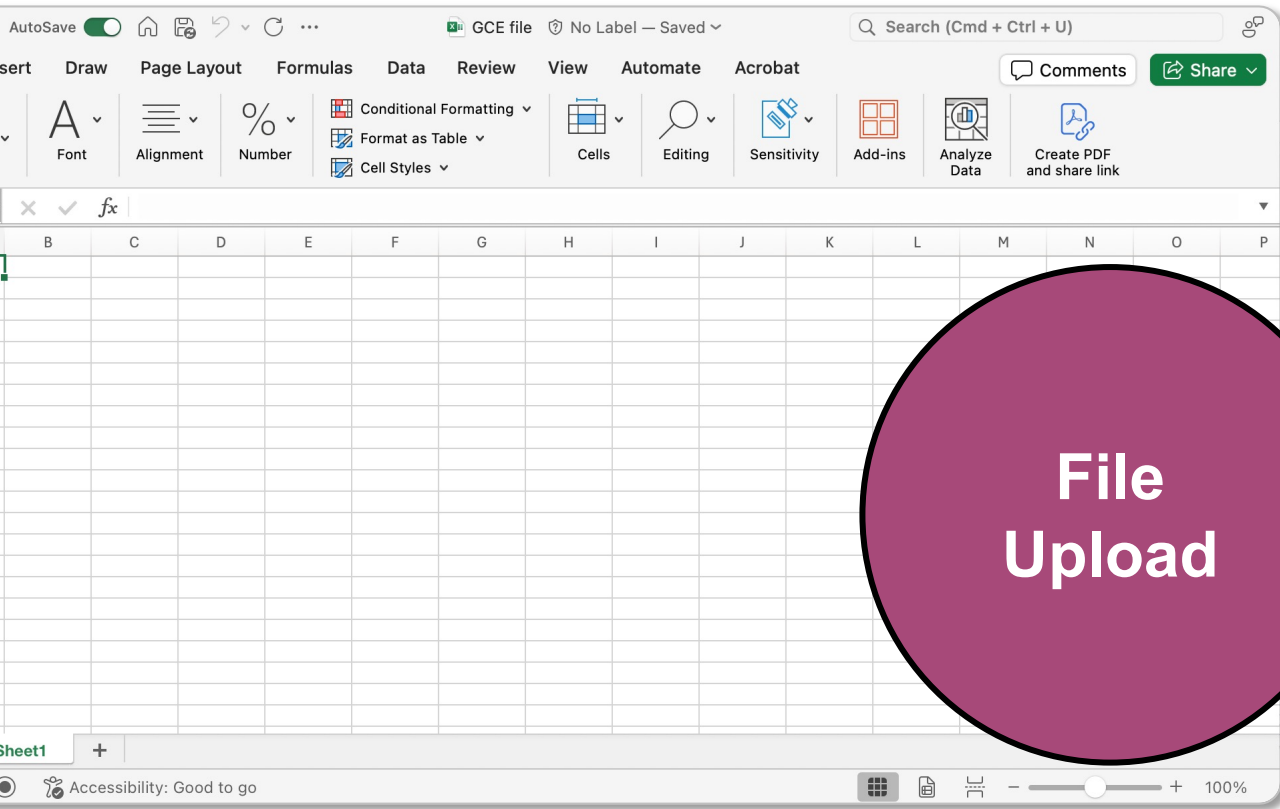 AutoSave GCE file No Label — Saved Search (Cmd + Ctrl + U)
sert Draw Page Layout Formulas Data Review View Automate Acrobat Comments Share
Conditional Formatting
Format as Table
Cell Styles
Font Alignment Number Cells Editing Sensitivity Add-ins Analyze Data Create PDF and share link
fx
B C D E F G H I J K L M N O P
File
Upload
Sheet1 +
Accessibility: Good to go − + 100%